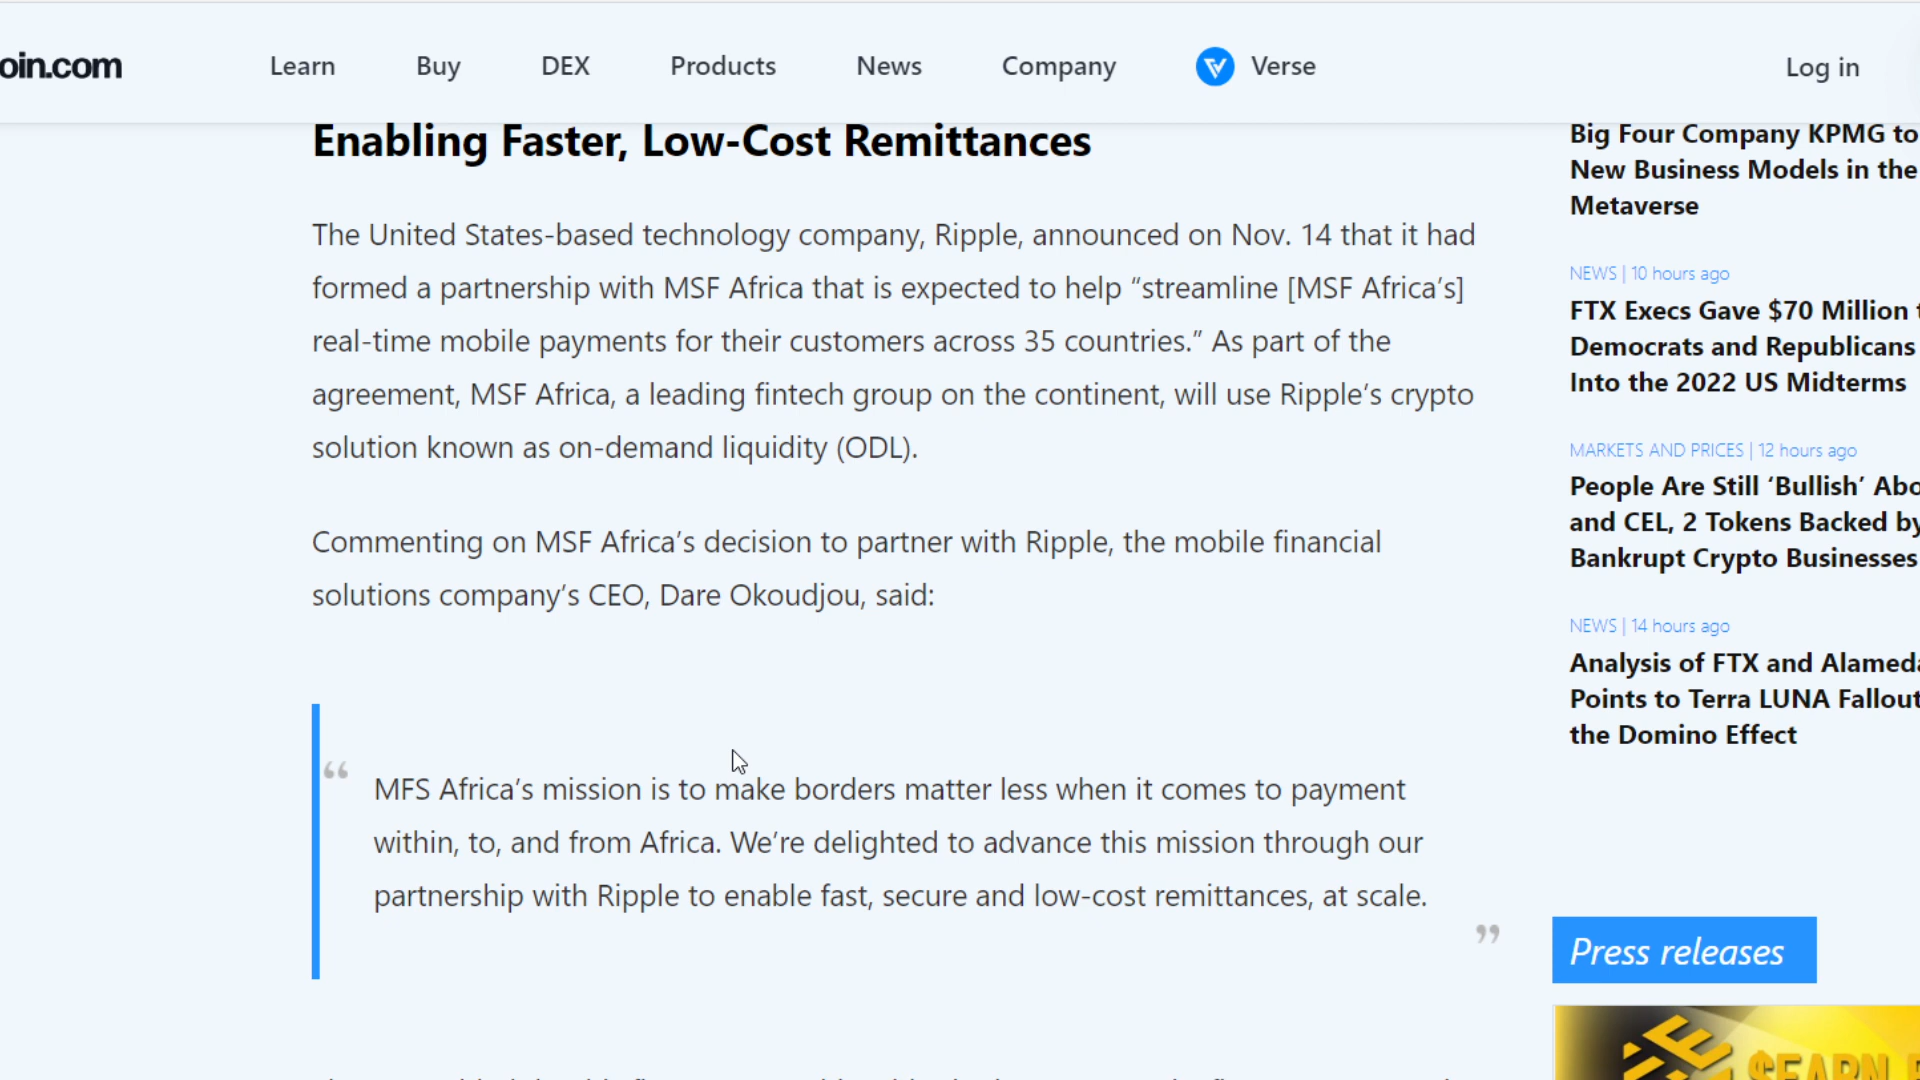 oin.com
Learn
Buy
DEX
Products
News
Company
Verse
Log in
Enabling Faster, Low-Cost Remittances
The United States-based technology company, Ripple, announced on Nov. 14 that it had
formed a partnership with MSF Africa that is expected to help “streamline [MSF Africa’s]
real-time mobile payments for their customers across 35 countries.” As part of the
agreement, MSF Africa, a leading fintech group on the continent, will use Ripple’s crypto
solution known as on-demand liquidity (ODL).
Commenting on MSF Africa’s decision to partner with Ripple, the mobile financial
solutions company’s CEO, Dare Okoudjou, said:
“
MFS Africa’s mission is to make borders matter less when it comes to payment
within, to, and from Africa. We’re delighted to advance this mission through our
partnership with Ripple to enable fast, secure and low-cost remittances, at scale.
”
Big Four Company KPMG to
New Business Models in the
Metaverse
NEWS | 10 hours ago
FTX Execs Gave $70 Million
Democrats and Republicans
Into the 2022 US Midterms
MARKETS AND PRICES | 12 hours ago
People Are Still ‘Bullish’ Abo
and CEL, 2 Tokens Backed by
Bankrupt Crypto Businesses
NEWS | 14 hours ago
Analysis of FTX and Alameda
Points to Terra LUNA Fallout
the Domino Effect
Press releases
$EARN